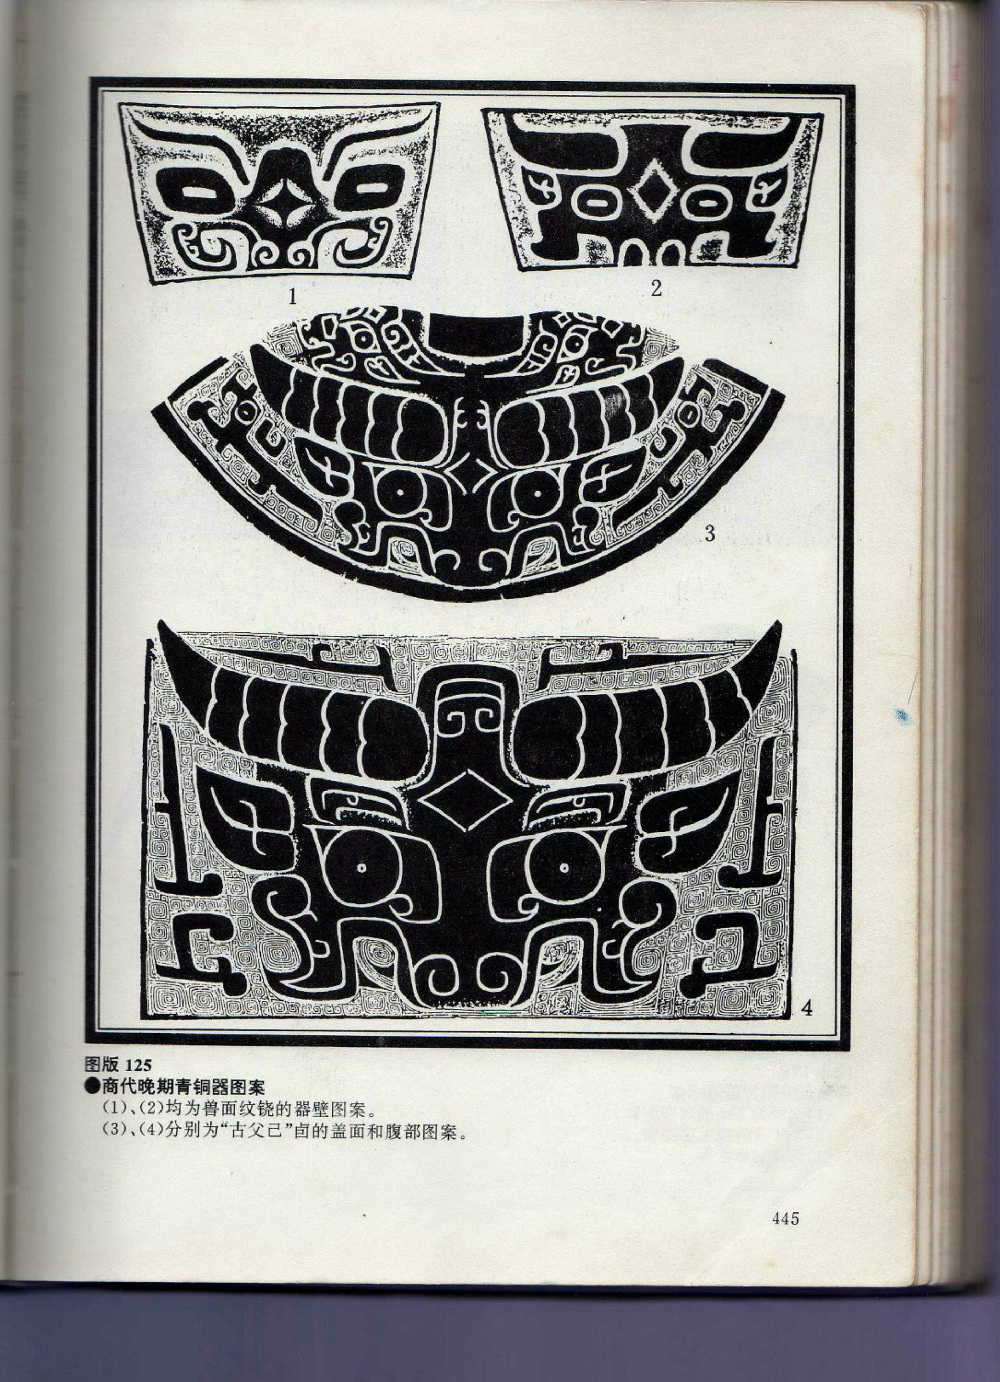 1
2
3
4
图版 125
●商代晚期青铜器图案
(1)、(2)均为兽面纹铙的器壁图案。
(3)、(4)分别为“古父己”卣的盖面和腹部图案。
445